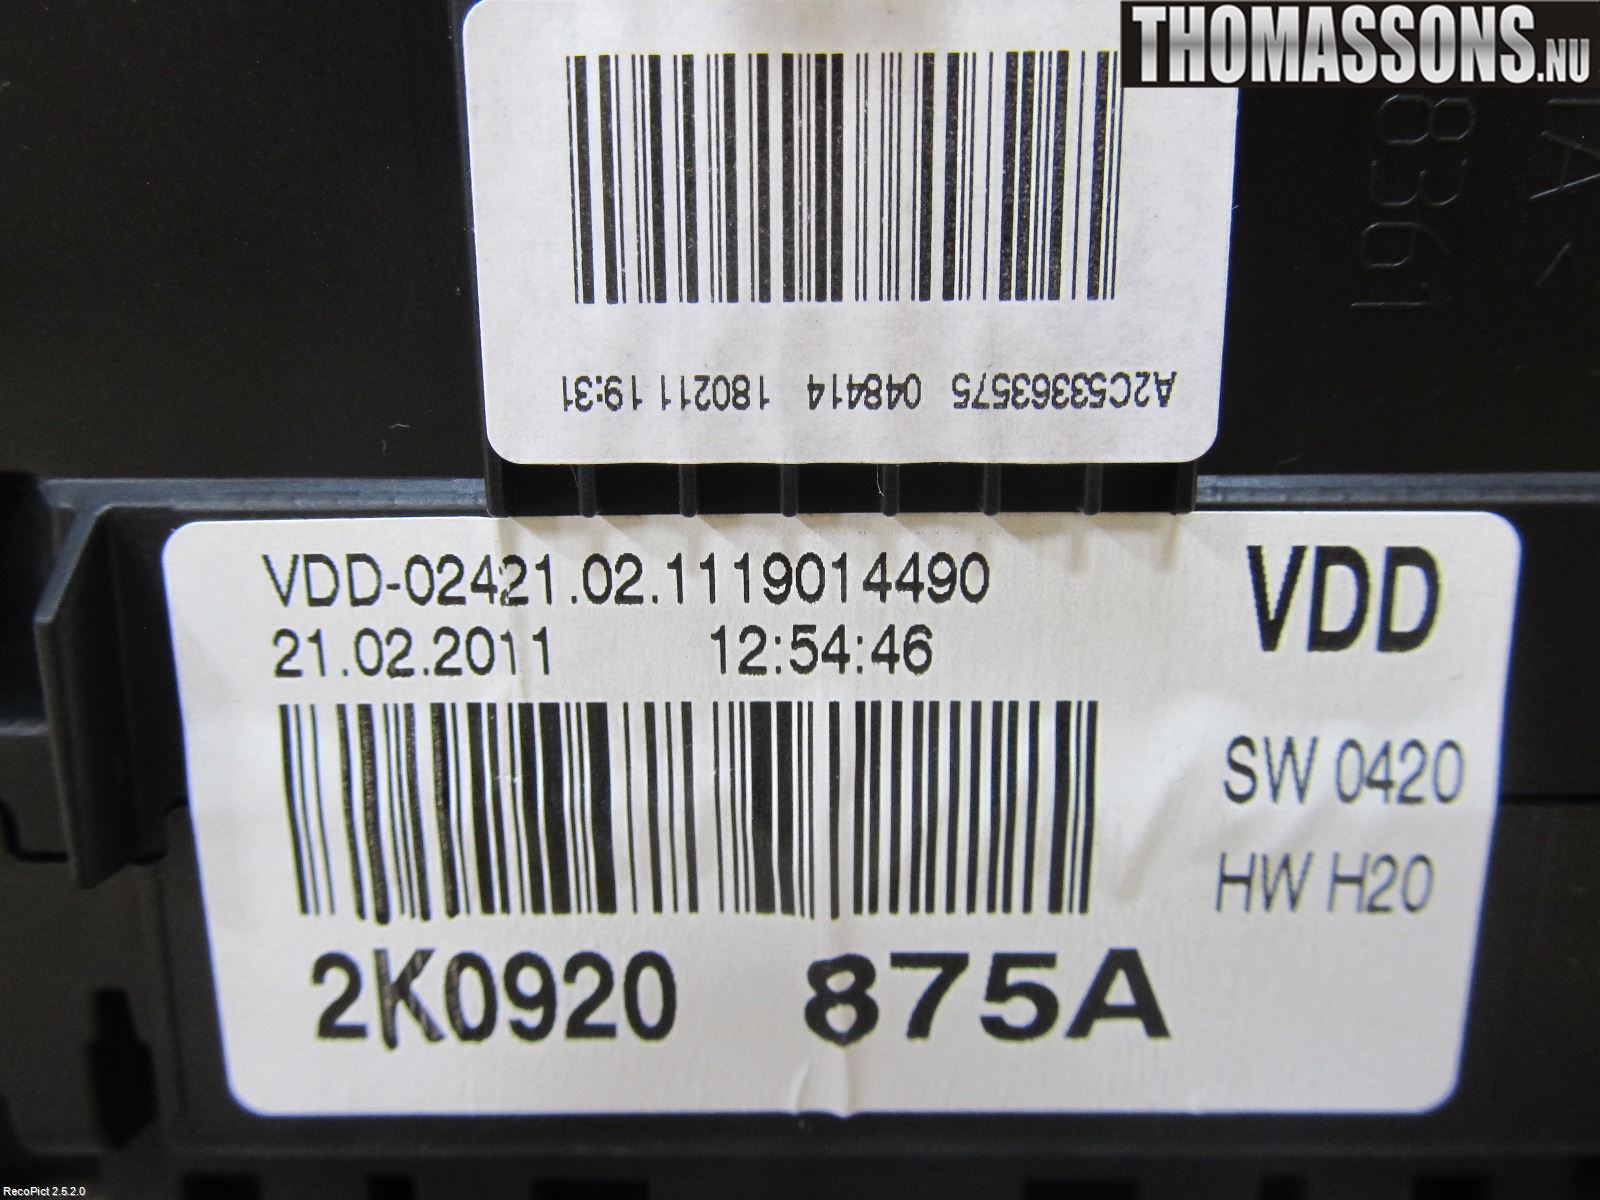 THOMASSONS.NU
8361
A2C53363575 048414 180211 19:31
VDD-02421.02.1119014490
VDD
21.02.2011 12:54:46
SW 0420
HW H20
2K0920 875A
RecoPict 2.5.2.0